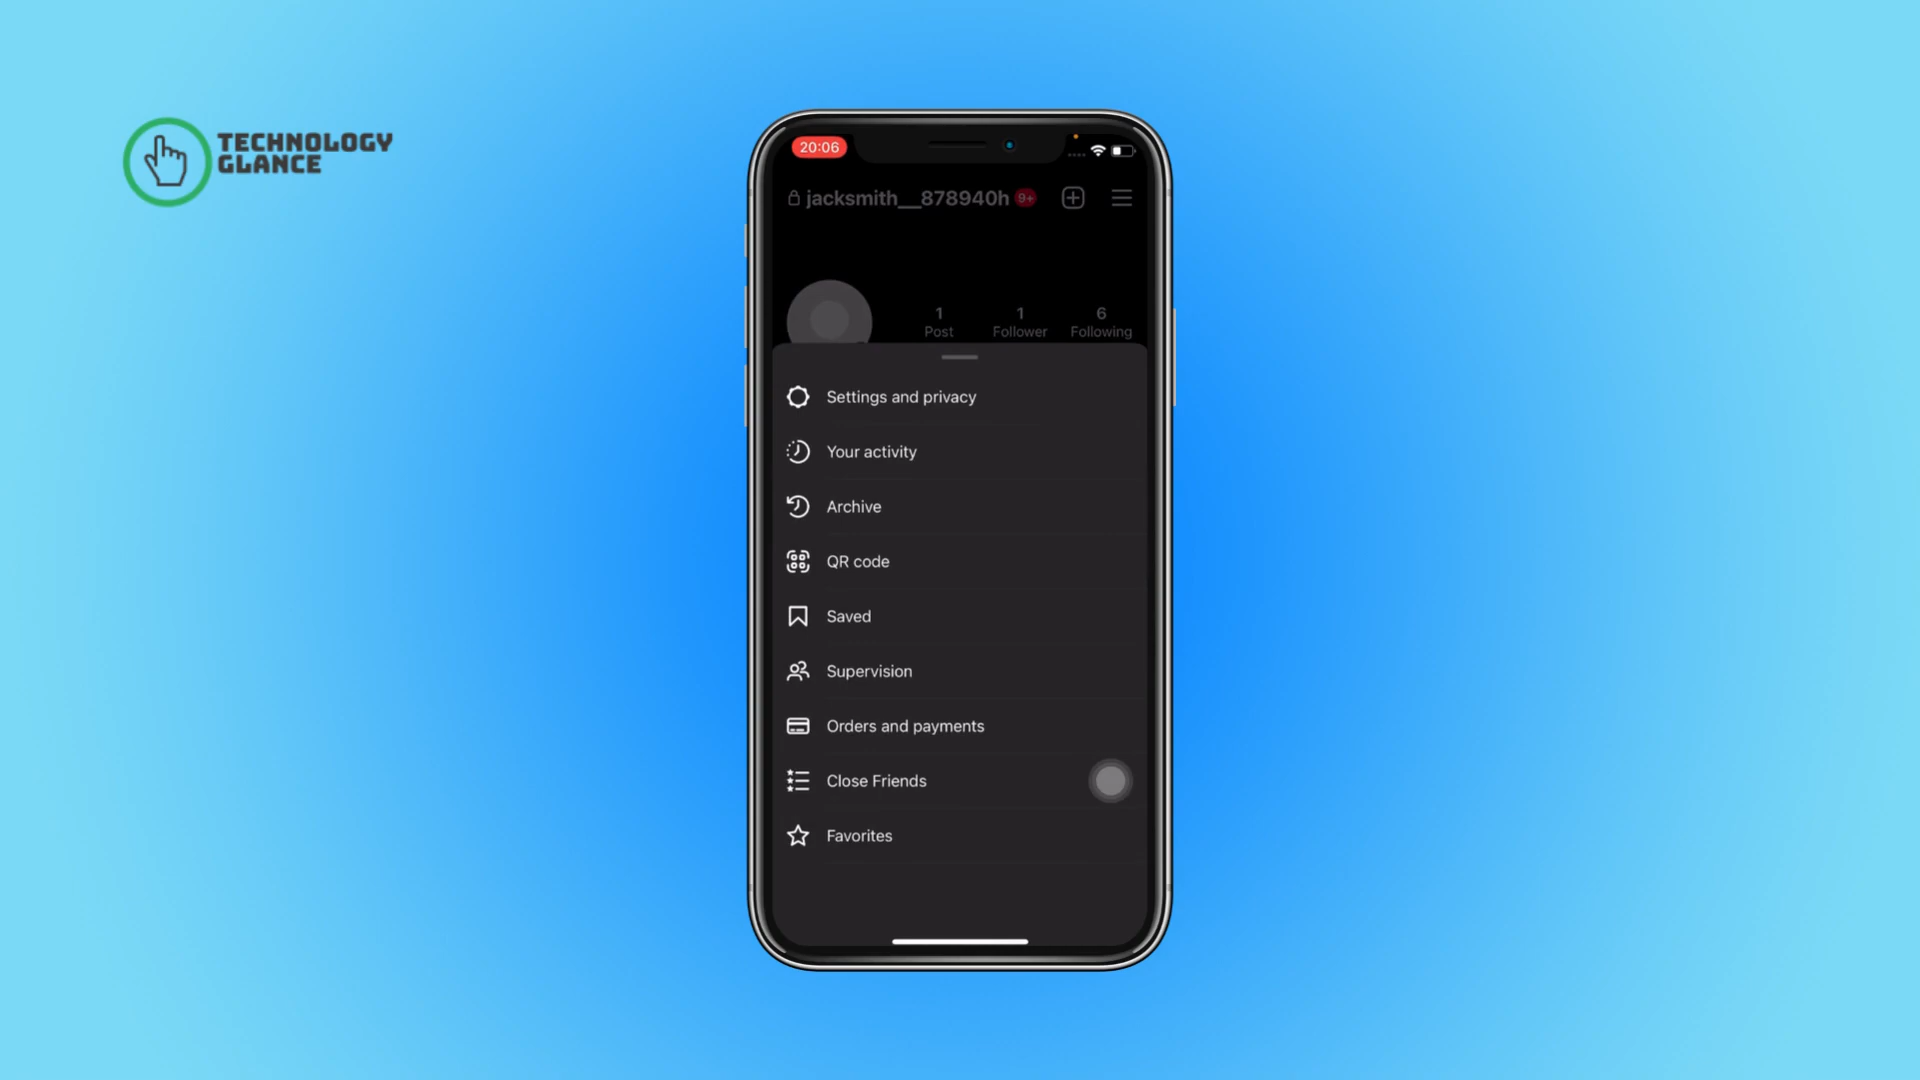 TECHNOLOGY
GLANCE
20:06
jacksmith__878940h 9+
1 1 6
Post Follower Following
Settings and privacy
Your activity
Archive
QR code
Saved
Supervision
Orders and payments
Close Friends
Favorites